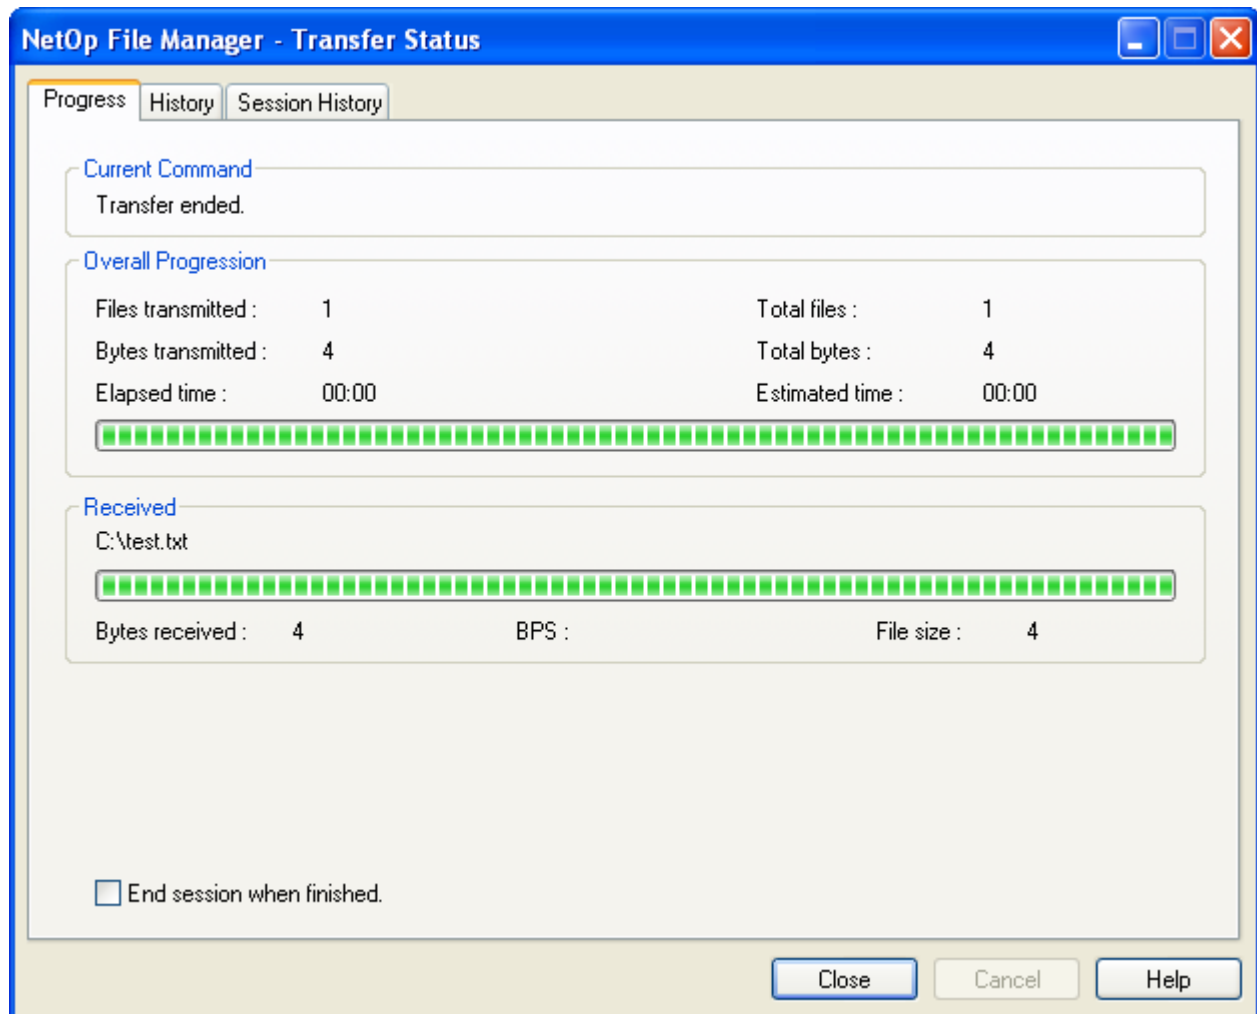 NetOp File Manager - Transfer Status
Progress History Session History
Current Command
Transfer ended.
Overall Progression
Files transmitted : 1 Total files : 1
Bytes transmitted : 4 Total bytes : 4
Elapsed time : 00:00 Estimated time : 00:00
Received
C:\test.txt
Bytes received : 4 BPS : File size : 4
End session when finished.
Close Cancel Help